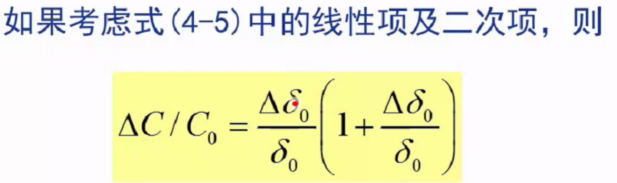 如果考虑式(4-5)中的线性项及二次项，则
ΔC / C₀ = Δδ₀/δ₀ (1 + Δδ₀/δ₀)